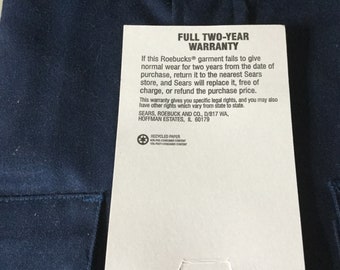 FULL TWO-YEAR
WARRANTY
If this Roebucks® garment fails to give
normal wear for two years from the date of
purchase, return it to the nearest Sears
store, and Sears will replace it, free of
charge, or refund the purchase price.
This warranty gives you specific legal rights, and you may also
have other rights which vary from state to state.
SEARS, ROEBUCK AND CO., D/817 WA,
HOFFMAN ESTATES, IL 60179
RECYCLED PAPER